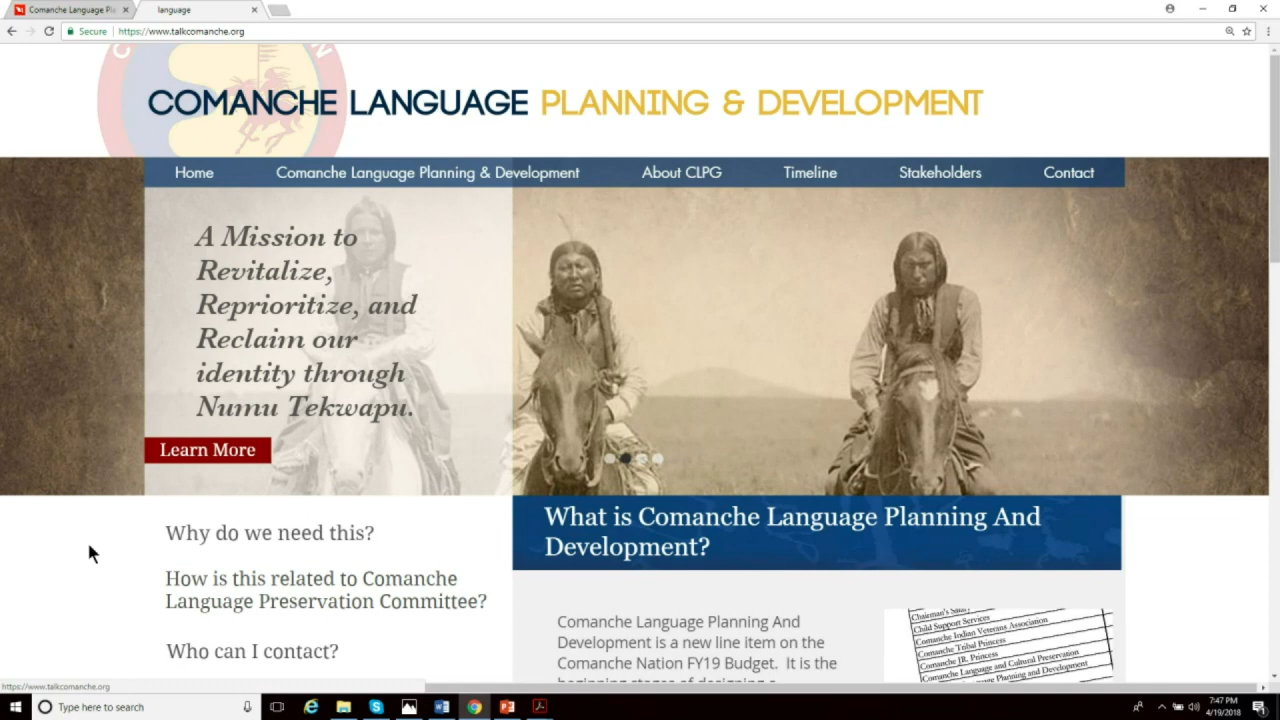 Comanche Language Pla
language
Secure
https://www.talkcomanche.org
COMANCHE LANGUAGE PLANNING & DEVELOPMENT
Home
Comanche Language Planning & Development
About CLPG
Timeline
Stakeholders
Contact
A Mission to
Revitalize,
Reprioritize, and
Reclaim our
identity through
Numu Tekwapu.
Learn More
Why do we need this?
How is this related to Comanche
Language Preservation Committee?
Who can I contact?
What is Comanche Language Planning And
Development?
Comanche Language Planning And
Development is a new line item on the
Comanche Nation FY19 Budget. It is the
beginning stages of designing a
Chairman's Salary
Child Support Services
Comanche Indian Veterans Association
Comanche Tribal Princess
Comanche JR. Princess
Comanche Language and Cultural Preservation
Language Planning and Development
https://www.talkcomanche.org
Type here to search
7:47 PM
4/19/2018